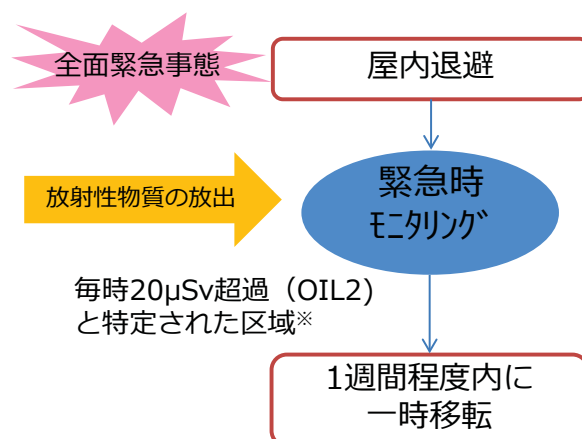 全面緊急事態
屋内退避
放射性物質の放出
緊急時
ﾓﾆﾀﾘﾝｸﾞ
毎時20μSv超過（OIL2)
と特定された区域※
1週間程度内に
一時移転